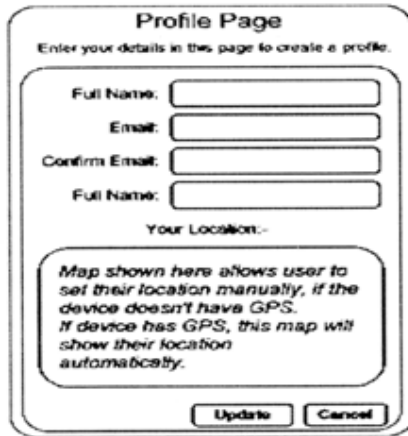 Profile Page
Enter your details in this page to create a profile.
Full Name:
Email:
Confirm Email:
Full Name:
Your Location:-
Map shown here allows user to
set their location manually, if the
device doesn't have GPS.
If device has GPS, this map will
show their location
automatically.
Update Cancel